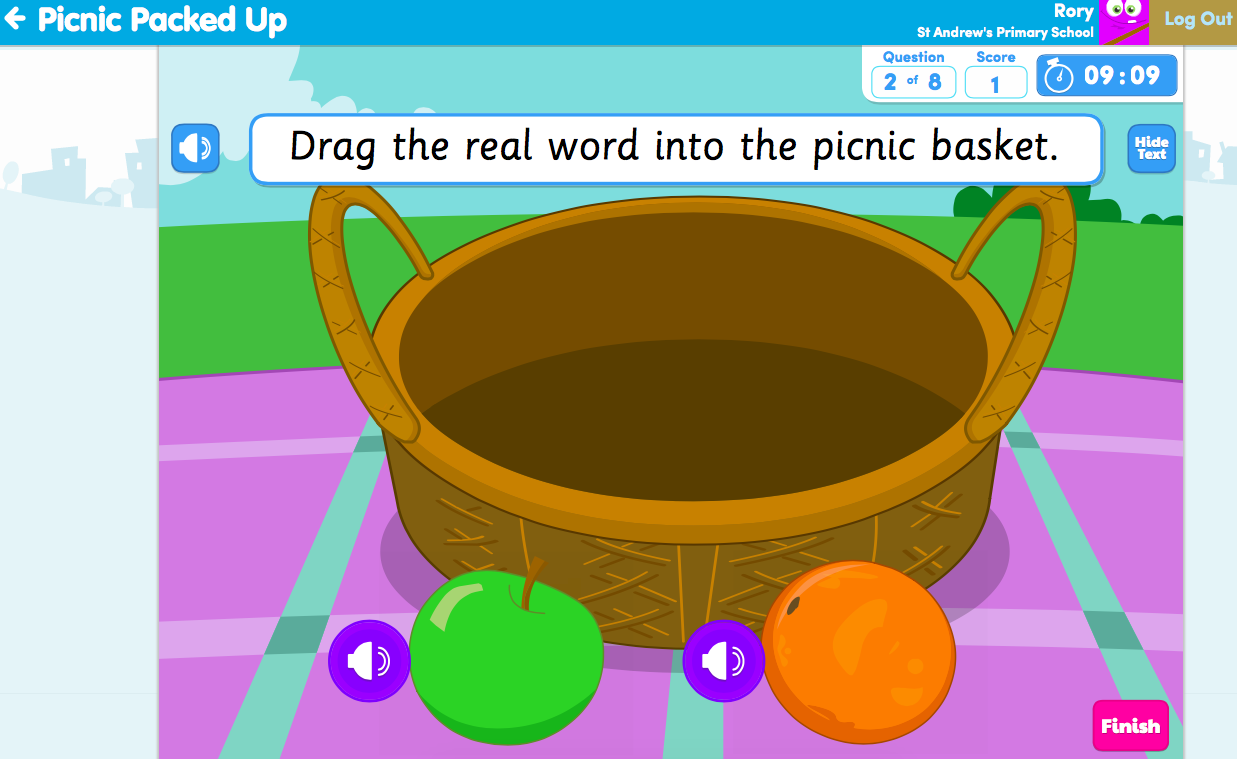 Picnic Packed Up
Rory
St Andrew's Primary School
Log Out
Question
2 of 8
Score
1
09:09
Drag the real word into the picnic basket.
Hide
Text
Finish